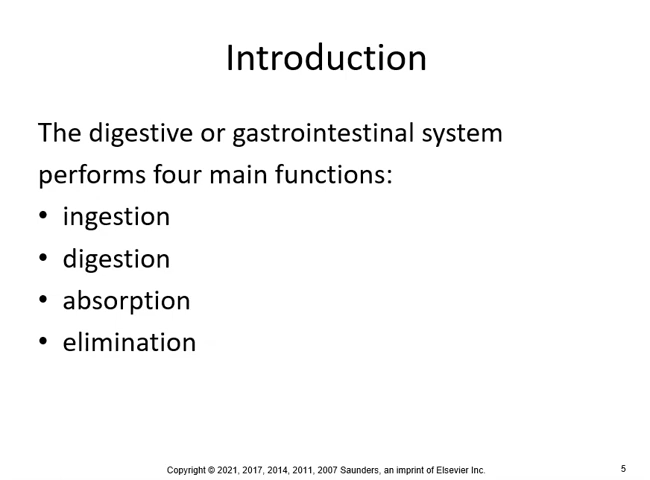 Introduction
The digestive or gastrointestinal system
performs four main functions:
• ingestion
• digestion
• absorption
• elimination
Copyright © 2021, 2017, 2014, 2011, 2007 Saunders, an imprint of Elsevier Inc.
5